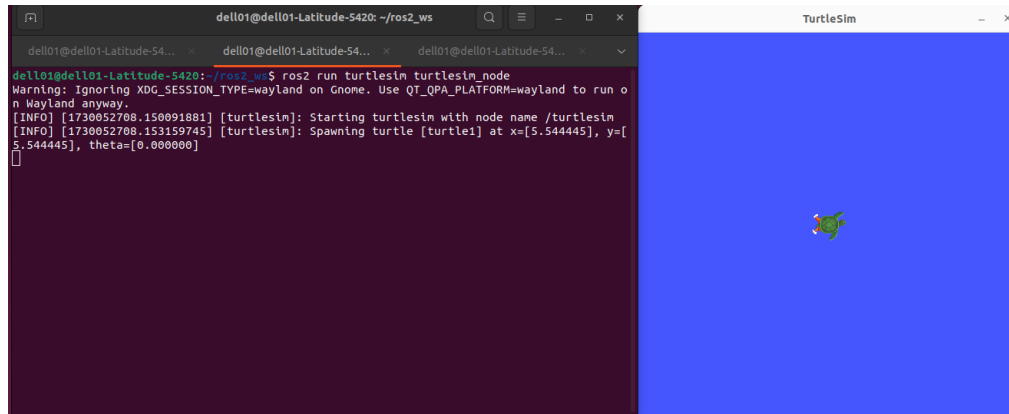 dell01@dell01-Latitude-5420: ~/ros2_ws
TurtleSim
dell01@dell01-Latitude-54...
dell01@dell01-Latitude-54...
dell01@dell01-Latitude-54...
dell01@dell01-Latitude-5420:~/ros2_ws$ ros2 run turtlesim turtlesim_node
Warning: Ignoring XDG_SESSION_TYPE=wayland on Gnome. Use QT_QPA_PLATFORM=wayland to run o
n Wayland anyway.
[INFO] [1730052708.150091881] [turtlesim]: Starting turtlesim with node name /turtlesim
[INFO] [1730052708.153159745] [turtlesim]: Spawning turtle [turtle1] at x=[5.544445], y=[
5.544445], theta=[0.000000]